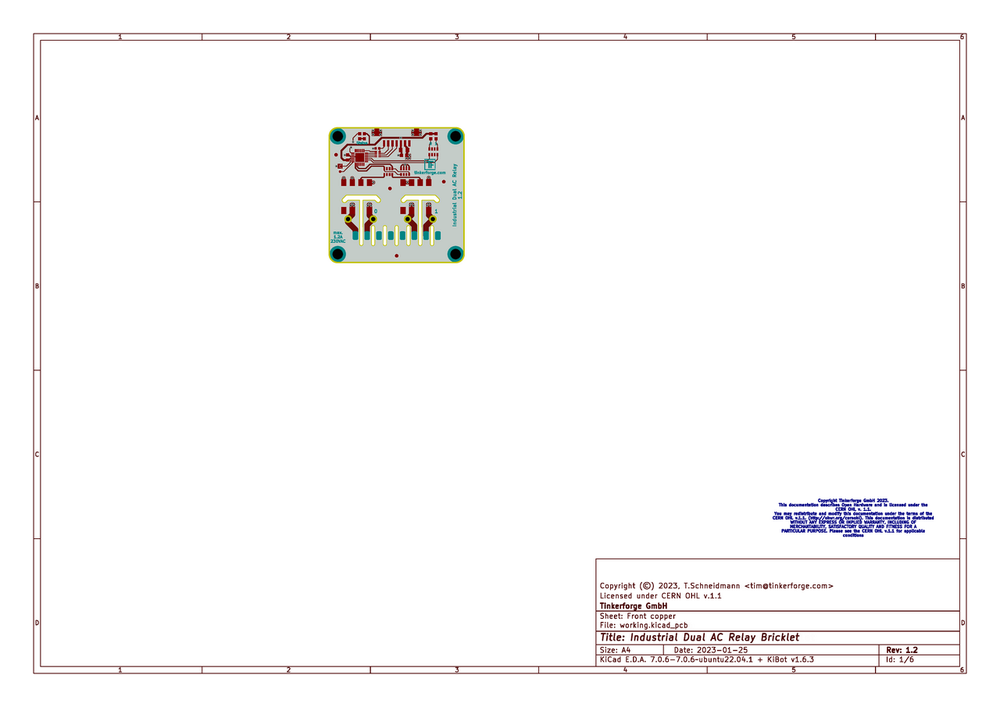 1 2 3 4 5 6
A A
tinkerforge.com
Industrial Dual AC Relay
1.2
0 1
max.
1.2A
230VAC
B B
C C
Copyright Tinkerforge GmbH 2023.
This documentation describes Open Hardware and is licensed under the
CERN OHL v. 1.1.
You may redistribute and modify this documentation under the terms of the
CERN OHL v.1.1. (http://ohwr.org/cernohl). This documentation is distributed
WITHOUT ANY EXPRESS OR IMPLIED WARRANTY, INCLUDING OF
MERCHANTABILITY, SATISFACTORY QUALITY AND FITNESS FOR A
PARTICULAR PURPOSE. Please see the CERN OHL v.1.1 for applicable
conditions
Copyright (©) 2023, T.Schneidmann <tim@tinkerforge.com>
Licensed under CERN OHL v.1.1
Tinkerforge GmbH
Sheet: Front copper
File: working.kicad_pcb
D D
Title: Industrial Dual AC Relay Bricklet
Size: A4 Date: 2023-01-25 Rev: 1.2
KiCad E.D.A. 7.0.6-7.0.6-ubuntu22.04.1 + KiBot v1.6.3 Id: 1/6
1 2 3 4 5 6